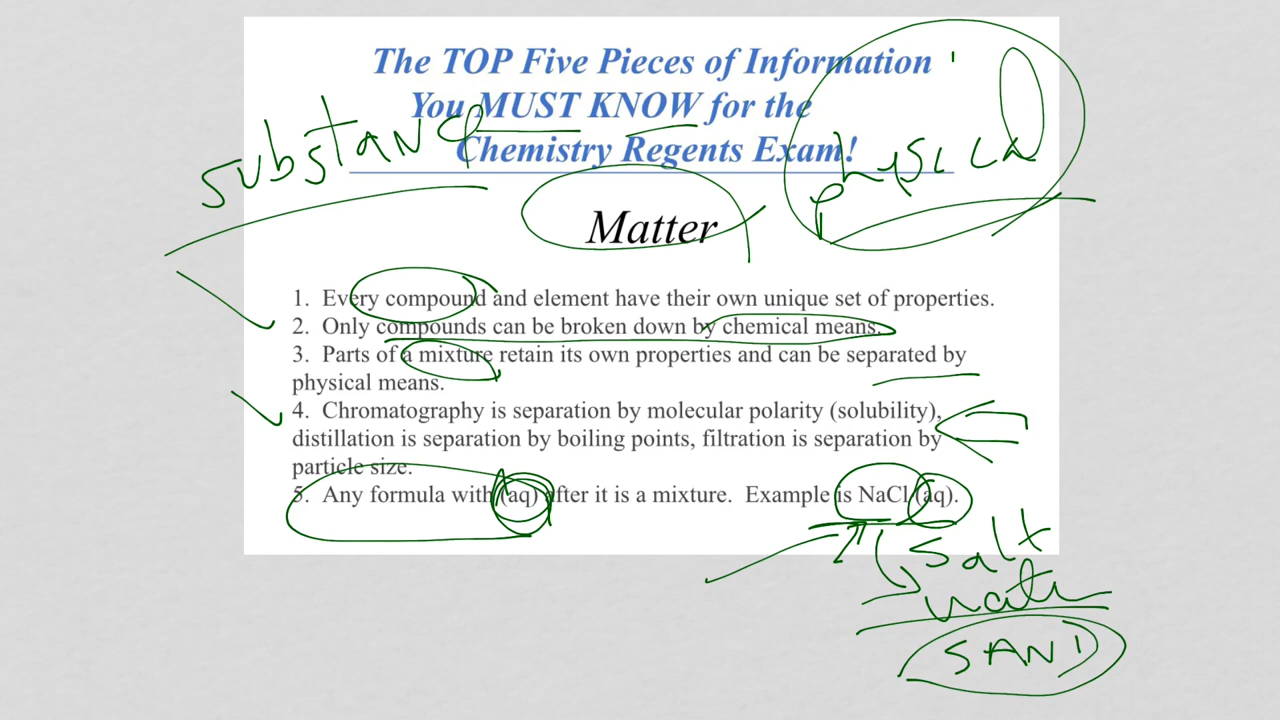 The TOP Five Pieces of Information
You MUST KNOW for the
Chemistry Regents Exam!
substance
physical
Matter
1. Every compound and element have their own unique set of properties.
2. Only compounds can be broken down by chemical means.
3. Parts of a mixture retain its own properties and can be separated by
physical means.
4. Chromatography is separation by molecular polarity (solubility),
distillation is separation by boiling points, filtration is separation by
particle size.
5. Any formula with (aq) after it is a mixture. Example is NaCl (aq).
salt
water
SAND